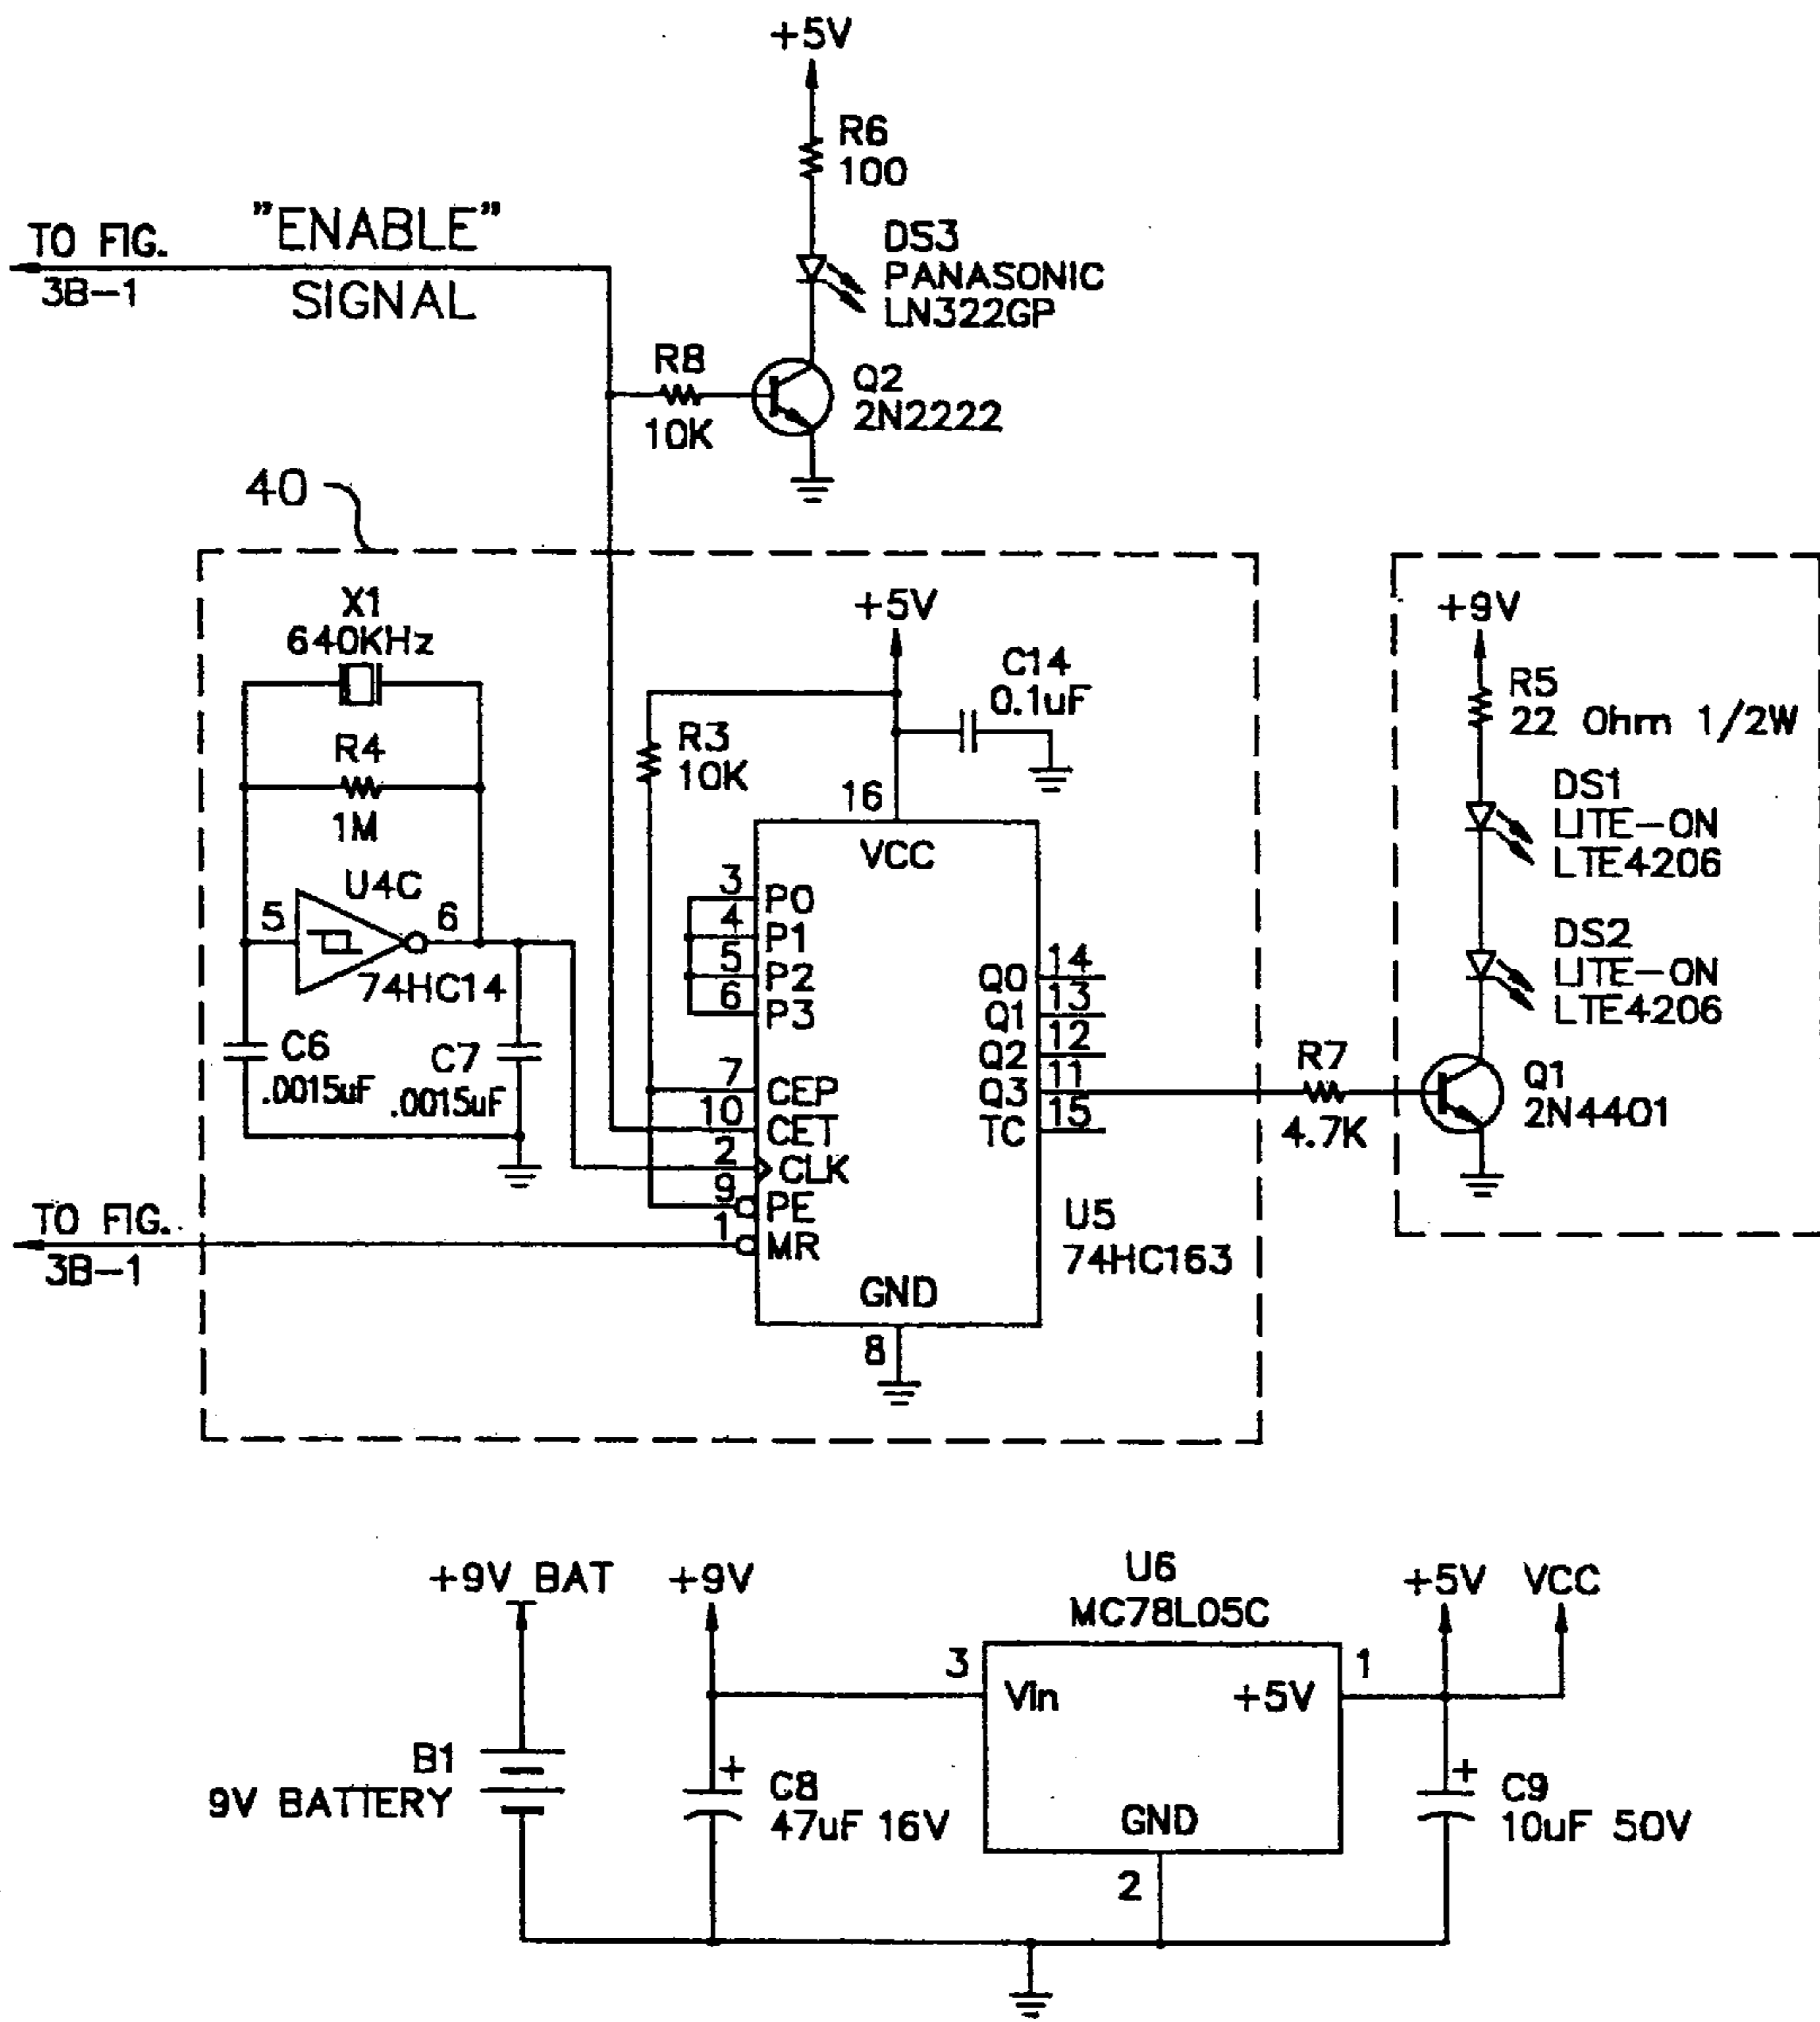 +5V
R6
100
"ENABLE"
TO FIG.
3B-1
SIGNAL
DS3
PANASONIC
LN322GP
R8
10K
Q2
2N2222
40
X1
640KHz
R4
1M
U4C
5
6
74HC14
C6
.0015uF
C7
.0015uF
+5V
C14
0.1uF
R3
10K
16
VCC
3
P0
4
P1
5
P2
6
P3
7
CEP
10
CET
2
CLK
9
PE
1
MR
14
Q0
13
Q1
12
Q2
11
Q3
15
TC
GND
8
U5
74HC163
TO FIG.
3B-1
R7
4.7K
+9V
R5
22 Ohm 1/2W
DS1
LITE-ON
LTE4206
DS2
LITE-ON
LTE4206
Q1
2N4401
+9V BAT
+9V
U6
MC78L05C
+5V VCC
3
Vin
+5V
1
GND
2
B1
9V BATTERY
+
C8
47uF 16V
+
C9
10uF 50V